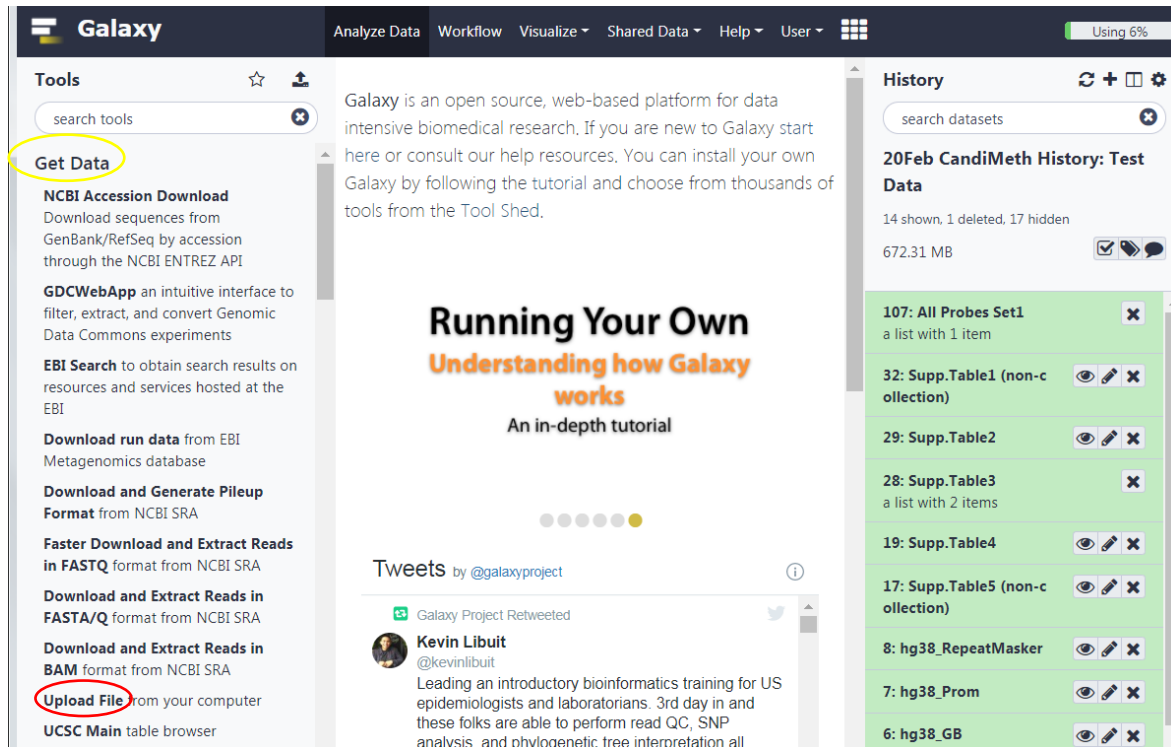 Galaxy
Analyze Data Workflow Visualize Shared Data Help User
Using 6%
Tools
search tools
Get Data
NCBI Accession Download
Download sequences from
GenBank/RefSeq by accession
through the NCBI ENTREZ API
GDCWebApp an intuitive interface to
filter, extract, and convert Genomic
Data Commons experiments
EBI Search to obtain search results on
resources and services hosted at the
EBI
Download run data from EBI
Metagenomics database
Download and Generate Pileup
Format from NCBI SRA
Faster Download and Extract Reads
in FASTQ format from NCBI SRA
Download and Extract Reads in
FASTA/Q format from NCBI SRA
Download and Extract Reads in
BAM format from NCBI SRA
Upload File from your computer
UCSC Main table browser
Galaxy is an open source, web-based platform for data
intensive biomedical research. If you are new to Galaxy start
here or consult our help resources. You can install your own
Galaxy by following the tutorial and choose from thousands of
tools from the Tool Shed.
Running Your Own
Understanding how Galaxy
works
An in-depth tutorial
Tweets by @galaxyproject
Galaxy Project Retweeted
Kevin Libuit
@kevinlibuit
Leading an introductory bioinformatics training for US
epidemiologists and laboratorians. 3rd day in and
these folks are able to perform read QC, SNP
analysis, and phylogenetic tree interpretation all
History
search datasets
20Feb CandiMeth History: Test
Data
14 shown, 1 deleted, 17 hidden
672.31 MB
107: All Probes Set1
a list with 1 item
32: Supp.Table1 (non-c
ollection)
29: Supp.Table2
28: Supp.Table3
a list with 2 items
19: Supp.Table4
17: Supp.Table5 (non-c
ollection)
8: hg38_RepeatMasker
7: hg38_Prom
6: hg38_GB